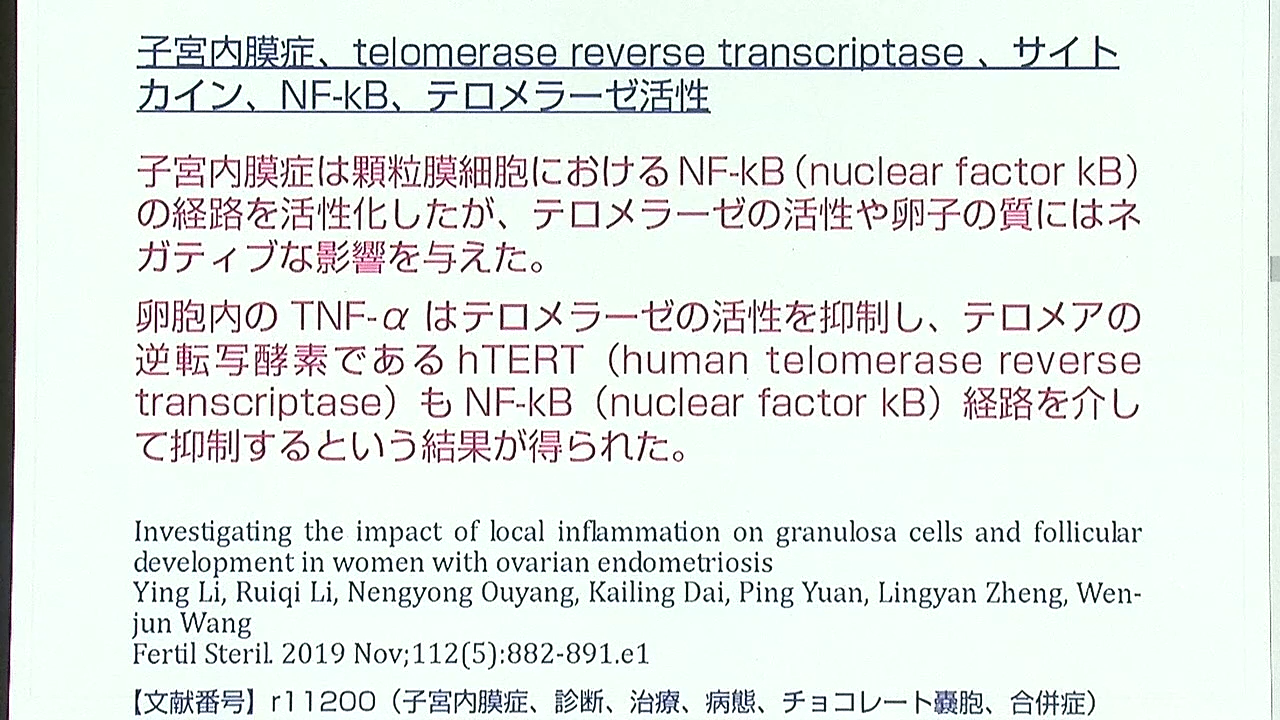 子宮内膜症、telomerase reverse transcriptase 、サイト
カイン、NF-kB、テロメラーゼ活性
子宮内膜症は顆粒膜細胞における NF-kB（nuclear factor kB）
の経路を活性化したが、テロメラーゼの活性や卵子の質にはネ
ガティブな影響を与えた。
卵胞内の TNF-α はテロメラーゼの活性を抑制し、テロメアの
逆転写酵素である hTERT（human telomerase reverse
transcriptase）も NF-kB（nuclear factor kB）経路を介し
て抑制するという結果が得られた。
Investigating the impact of local inflammation on granulosa cells and follicular
development in women with ovarian endometriosis
Ying Li, Ruiqi Li, Nengyong Ouyang, Kailing Dai, Ping Yuan, Lingyan Zheng, Wen-
jun Wang
Fertil Steril. 2019 Nov;112(5):882-891.e1
【文献番号】r11200（子宮内膜症、診断、治療、病態、チョコレート嚢胞、合併症）